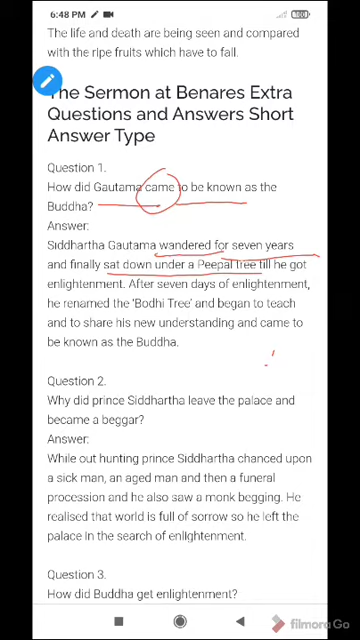 6:48 PM
100
The life and death are being seen and compared
with the ripe fruits which have to fall.
The Sermon at Benares Extra
Questions and Answers Short
Answer Type
Question 1.
How did Gautama came to be known as the
Buddha?
Answer:
Siddhartha Gautama wandered for seven years
and finally sat down under a Peepal tree till he got
enlightenment. After seven days of enlightenment,
he renamed the ‘Bodhi Tree’ and began to teach
and to share his new understanding and came to
be known as the Buddha.
Question 2.
Why did prince Siddhartha leave the palace and
became a beggar?
Answer:
While out hunting prince Siddhartha chanced upon
a sick man, an aged man and then a funeral
procession and he also saw a monk begging. He
realised that world is full of sorrow so he left the
palace in the search of enlightenment.
Question 3.
How did Buddha get enlightenment?
filmora Go